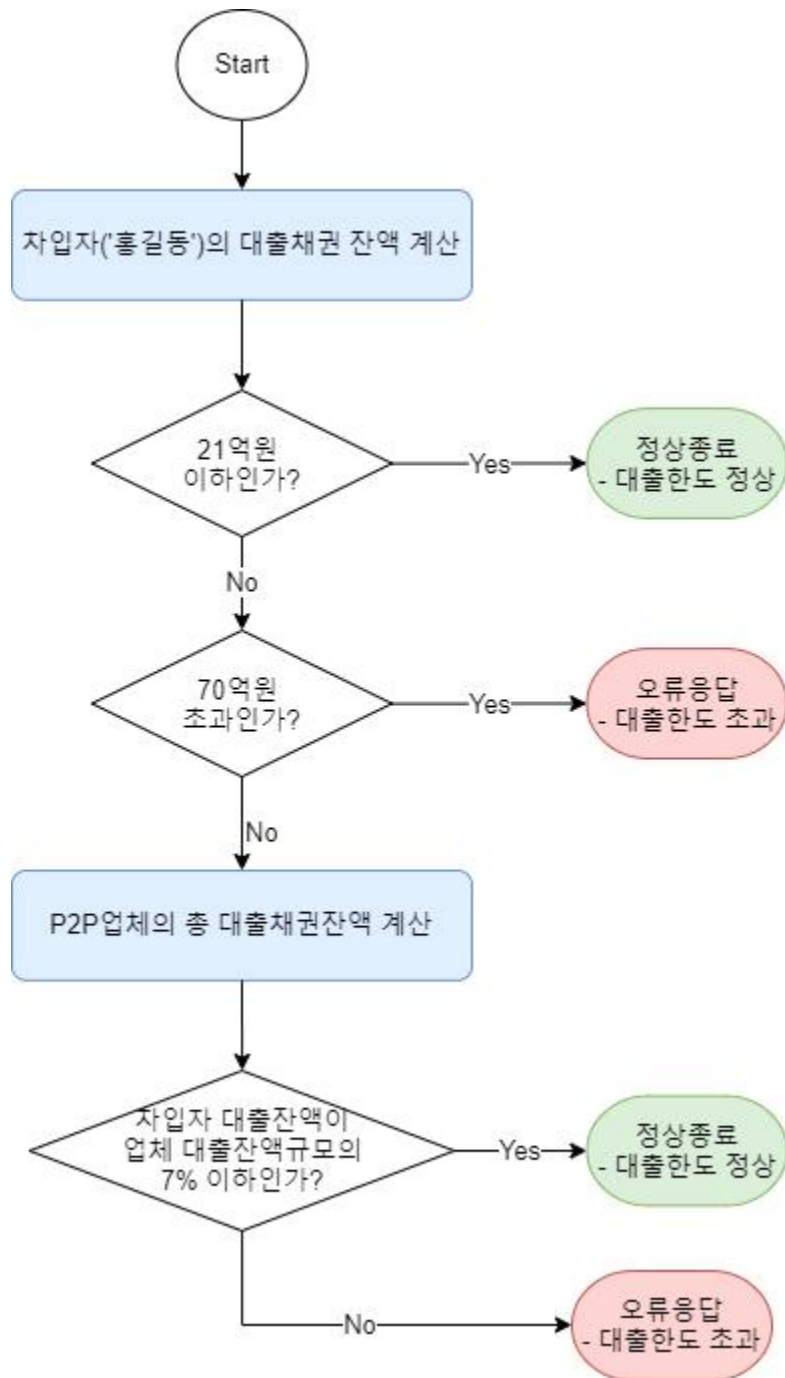 Start
차입자('홍길동')의 대출채권 잔액 계산
21억원
이하인가?
Yes
정상종료
- 대출한도 정상
No
70억원
초과인가?
Yes
오류응답
- 대출한도 초과
No
P2P업체의 총 대출채권잔액 계산
차입자 대출잔액이
업체 대출잔액규모의
7% 이하인가?
Yes
정상종료
- 대출한도 정상
No
오류응답
- 대출한도 초과